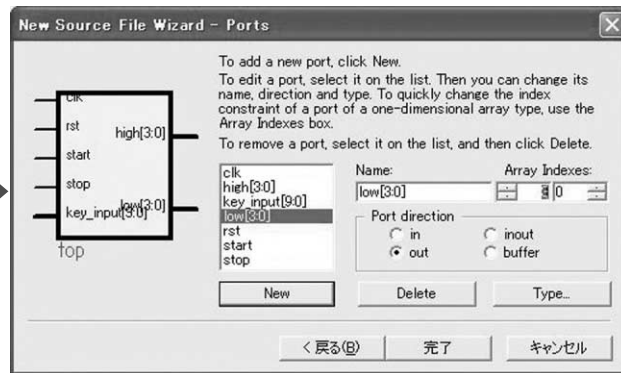 New Source File Wizard - Ports
To add a new port, click New.
To edit a port, select it on the list. Then you can change its
name, direction and type. To quickly change the index
constraint of a port of a one-dimensional array type, use the
Array Indexes box.
To remove a port, select it on the list, and then click Delete.
clk
rst
start
stop
key_input[9:0]
high[3:0]
low[3:0]
top
clk
high[3:0]
key_input[9:0]
low[3:0]
rst
start
stop
Name:
Array Indexes:
low[3:0]
3
0
Port direction
in
inout
out
buffer
New
Delete
Type...
< 戻る(B)
完了
キャンセル